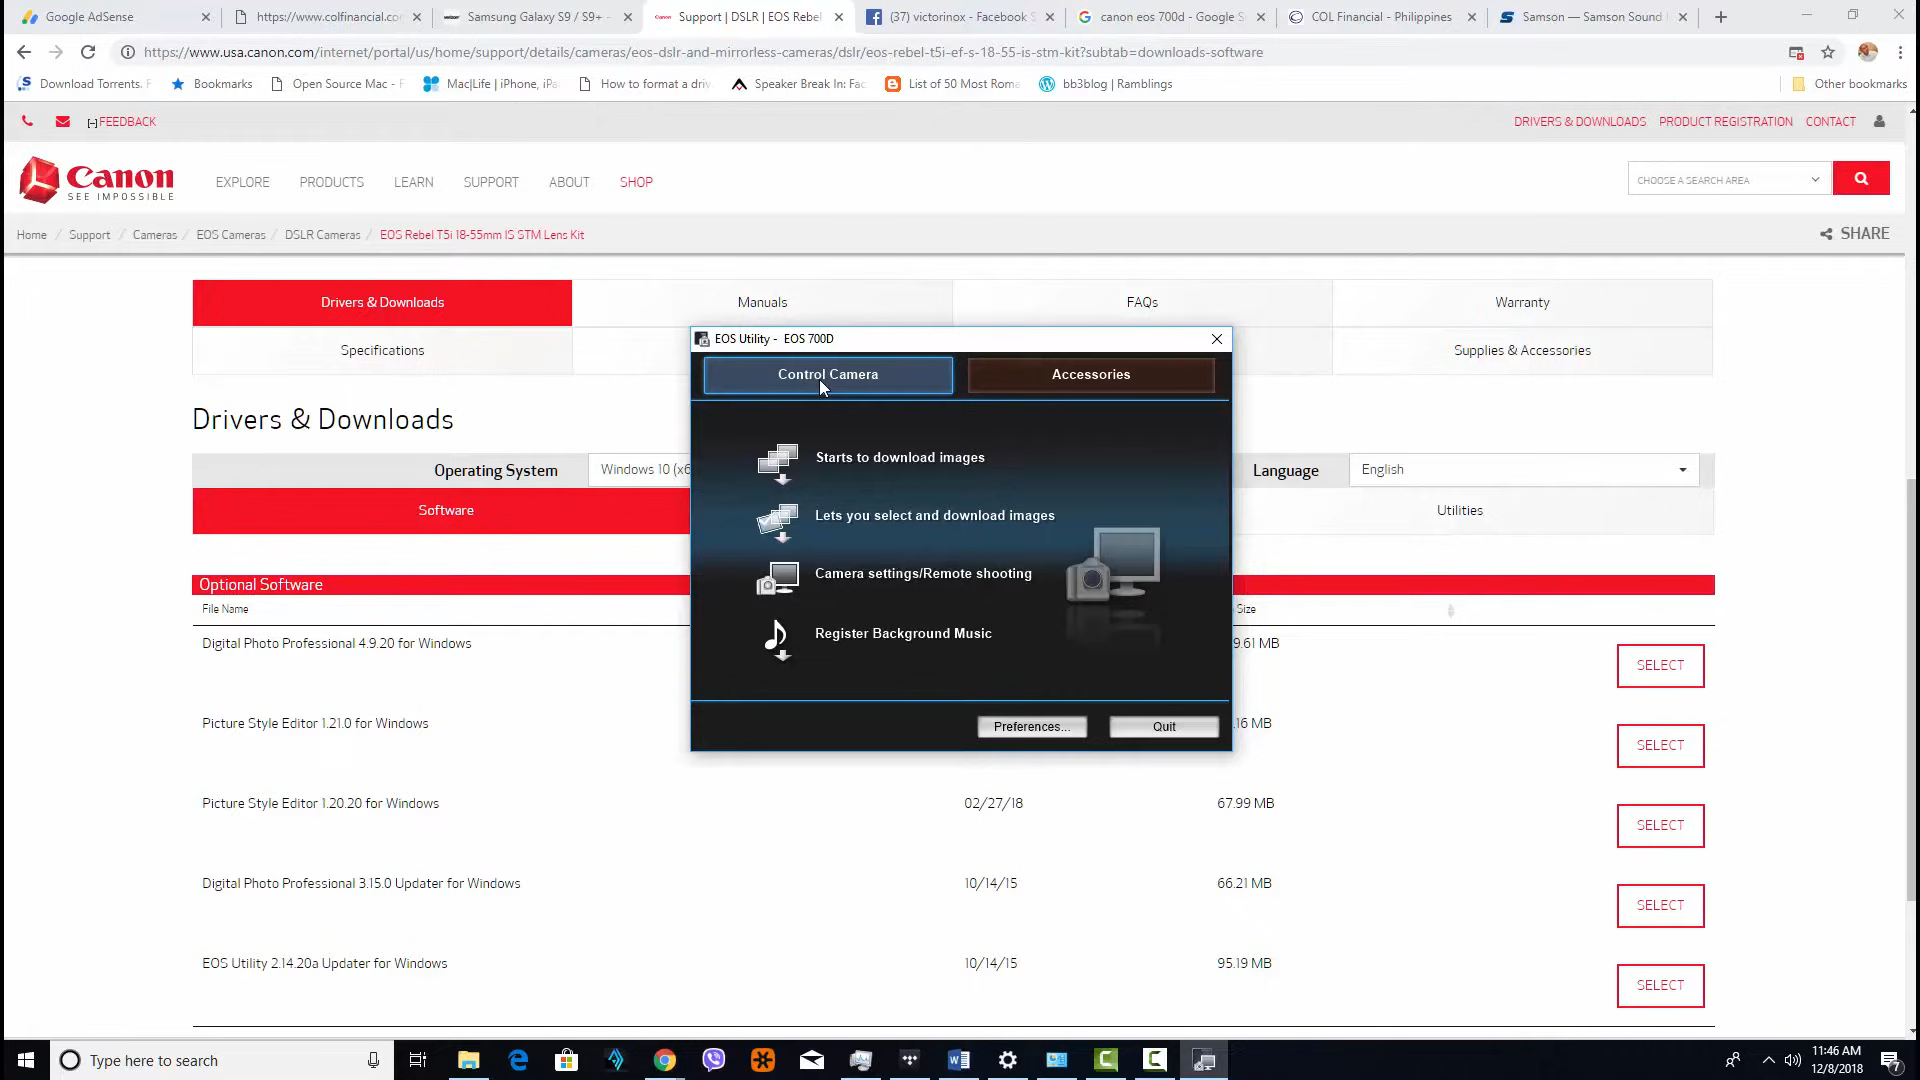 Google AdSense
https://www.colfinancial.co
Samsung Galaxy S9 / S9+ -
Support | DSLR | EOS Rebel
(37) victorinox - Facebook S
canon eos 700d - Google S
COL Financial - Philippines
Samson — Samson Sound
https://www.usa.canon.com/internet/portal/us/home/support/details/cameras/eos-dslr-and-mirrorless-cameras/dslr/eos-rebel-t5i-ef-s-18-55-is-stm-kit?subtab=downloads-software
Download Torrents.
Bookmarks
Open Source Mac -
Mac|Life | iPhone, iPa
How to format a driv
Speaker Break In: Fac
List of 50 Most Roma
bb3blog | Ramblings
Other bookmarks
[-] FEEDBACK
DRIVERS & DOWNLOADS PRODUCT REGISTRATION CONTACT
Canon
SEE IMPOSSIBLE
EXPLORE PRODUCTS LEARN SUPPORT ABOUT SHOP
CHOOSE A SEARCH AREA
Home / Support / Cameras / EOS Cameras / DSLR Cameras / EOS Rebel T5i 18-55mm IS STM Lens Kit
SHARE
Drivers & Downloads
Manuals
FAQs
Warranty
Specifications
Supplies & Accessories
EOS Utility - EOS 700D
Control Camera
Accessories
Starts to download images
Lets you select and download images
Camera settings/Remote shooting
Register Background Music
Preferences...
Quit
Drivers & Downloads
Operating System
Windows 10 (x6
Language
English
Software
Utilities
Optional Software
File Name
Size
Digital Photo Professional 4.9.20 for Windows
9.61 MB
SELECT
Picture Style Editor 1.21.0 for Windows
.16 MB
SELECT
Picture Style Editor 1.20.20 for Windows
02/27/18
67.99 MB
SELECT
Digital Photo Professional 3.15.0 Updater for Windows
10/14/15
66.21 MB
SELECT
EOS Utility 2.14.20a Updater for Windows
10/14/15
95.19 MB
SELECT
Type here to search
11:46 AM
12/8/2018
7